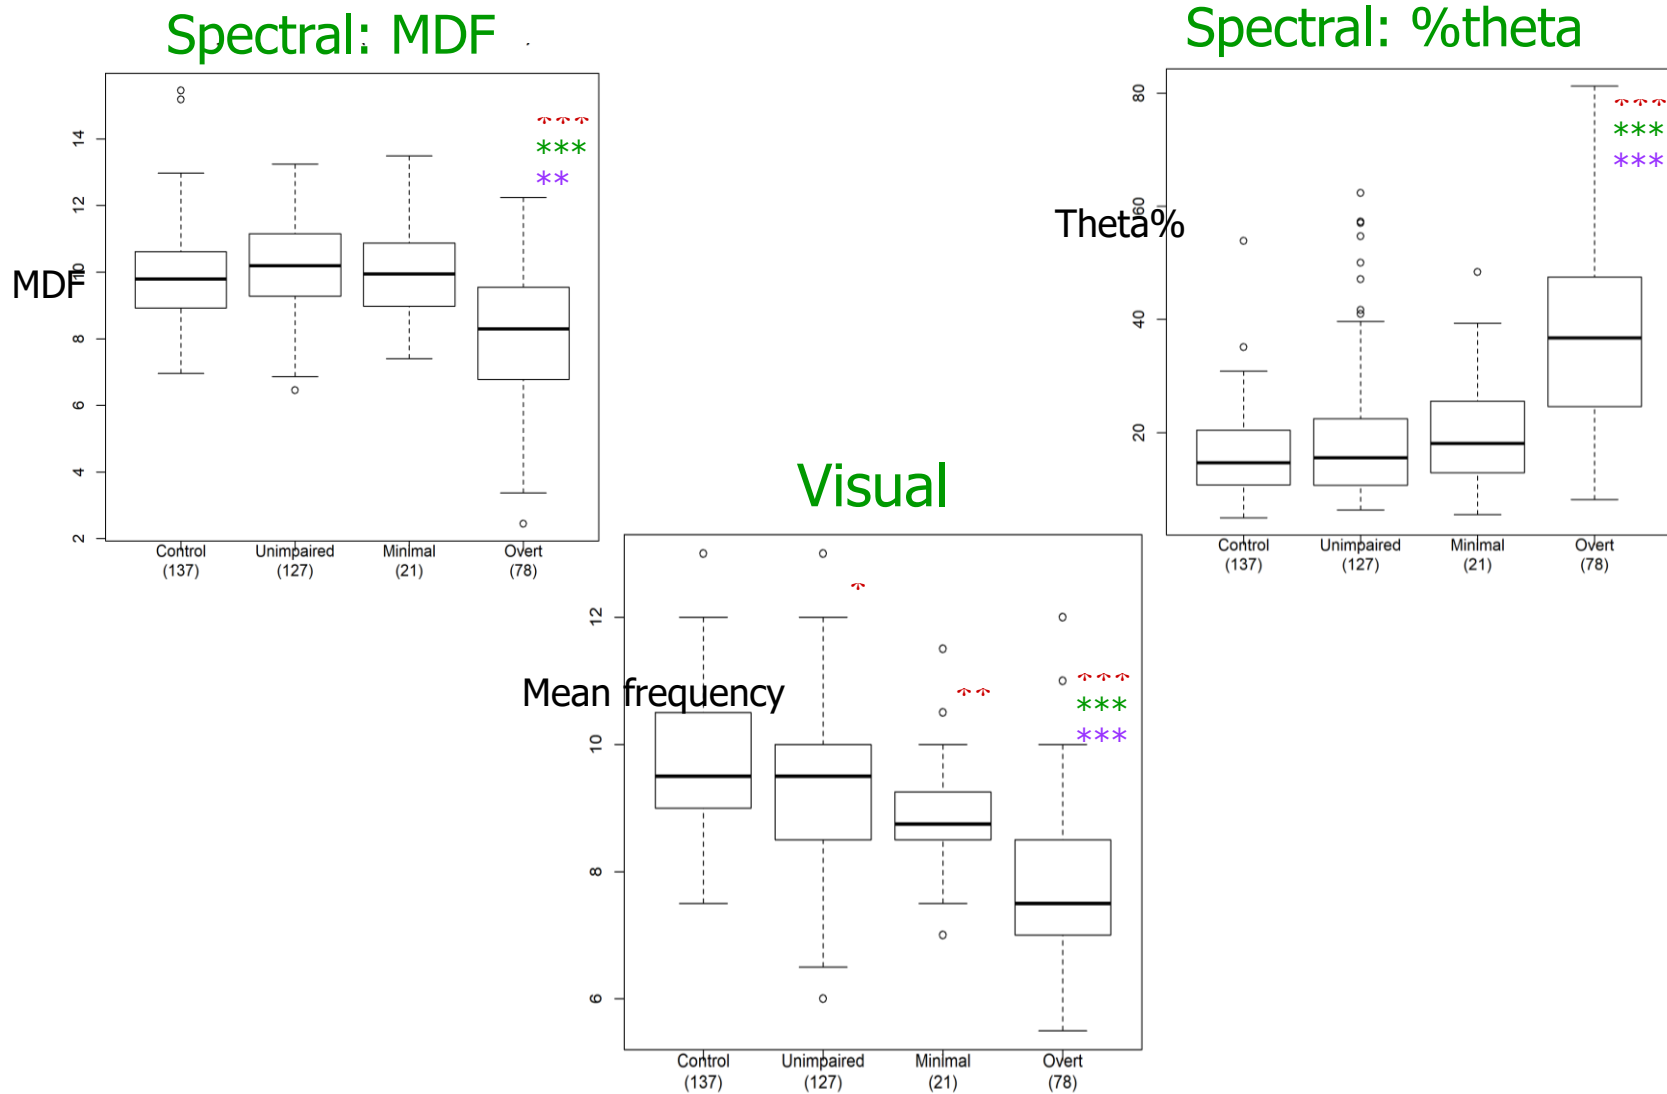 Spectral: MDF
MDF
14
12
10
8
6
4
2
***
***
**
Control
Unimpaired
Minimal
Overt
(137)
(127)
(21)
(78)
Spectral: %theta
Theta%
80
60
40
20
***
***
***
Control
Unimpaired
Minimal
Overt
(137)
(127)
(21)
(78)
Visual
Mean frequency
12
10
8
6
*
**
***
***
***
Control
Unimpaired
Minimal
Overt
(137)
(127)
(21)
(78)